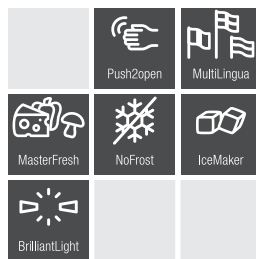 Push2open
MultiLingua
MasterFresh
NoFrost
IceMaker
BrilliantLight